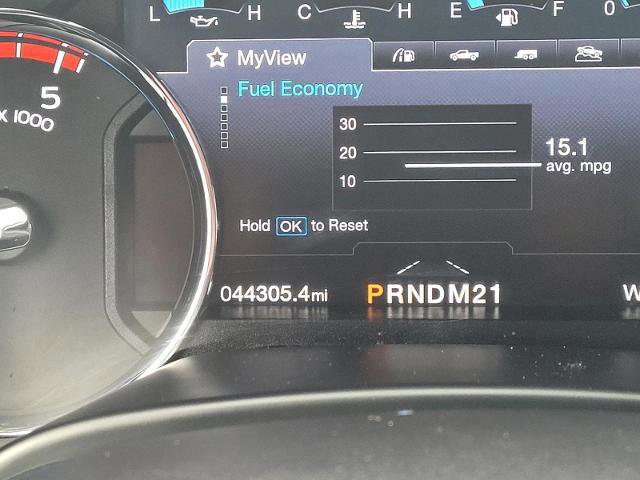 L H C H E F 0
MyView
Fuel Economy
5
X 1000
30
20
10
15.1
avg. mpg
Hold OK to Reset
044305.4mi
PRNDM21
W